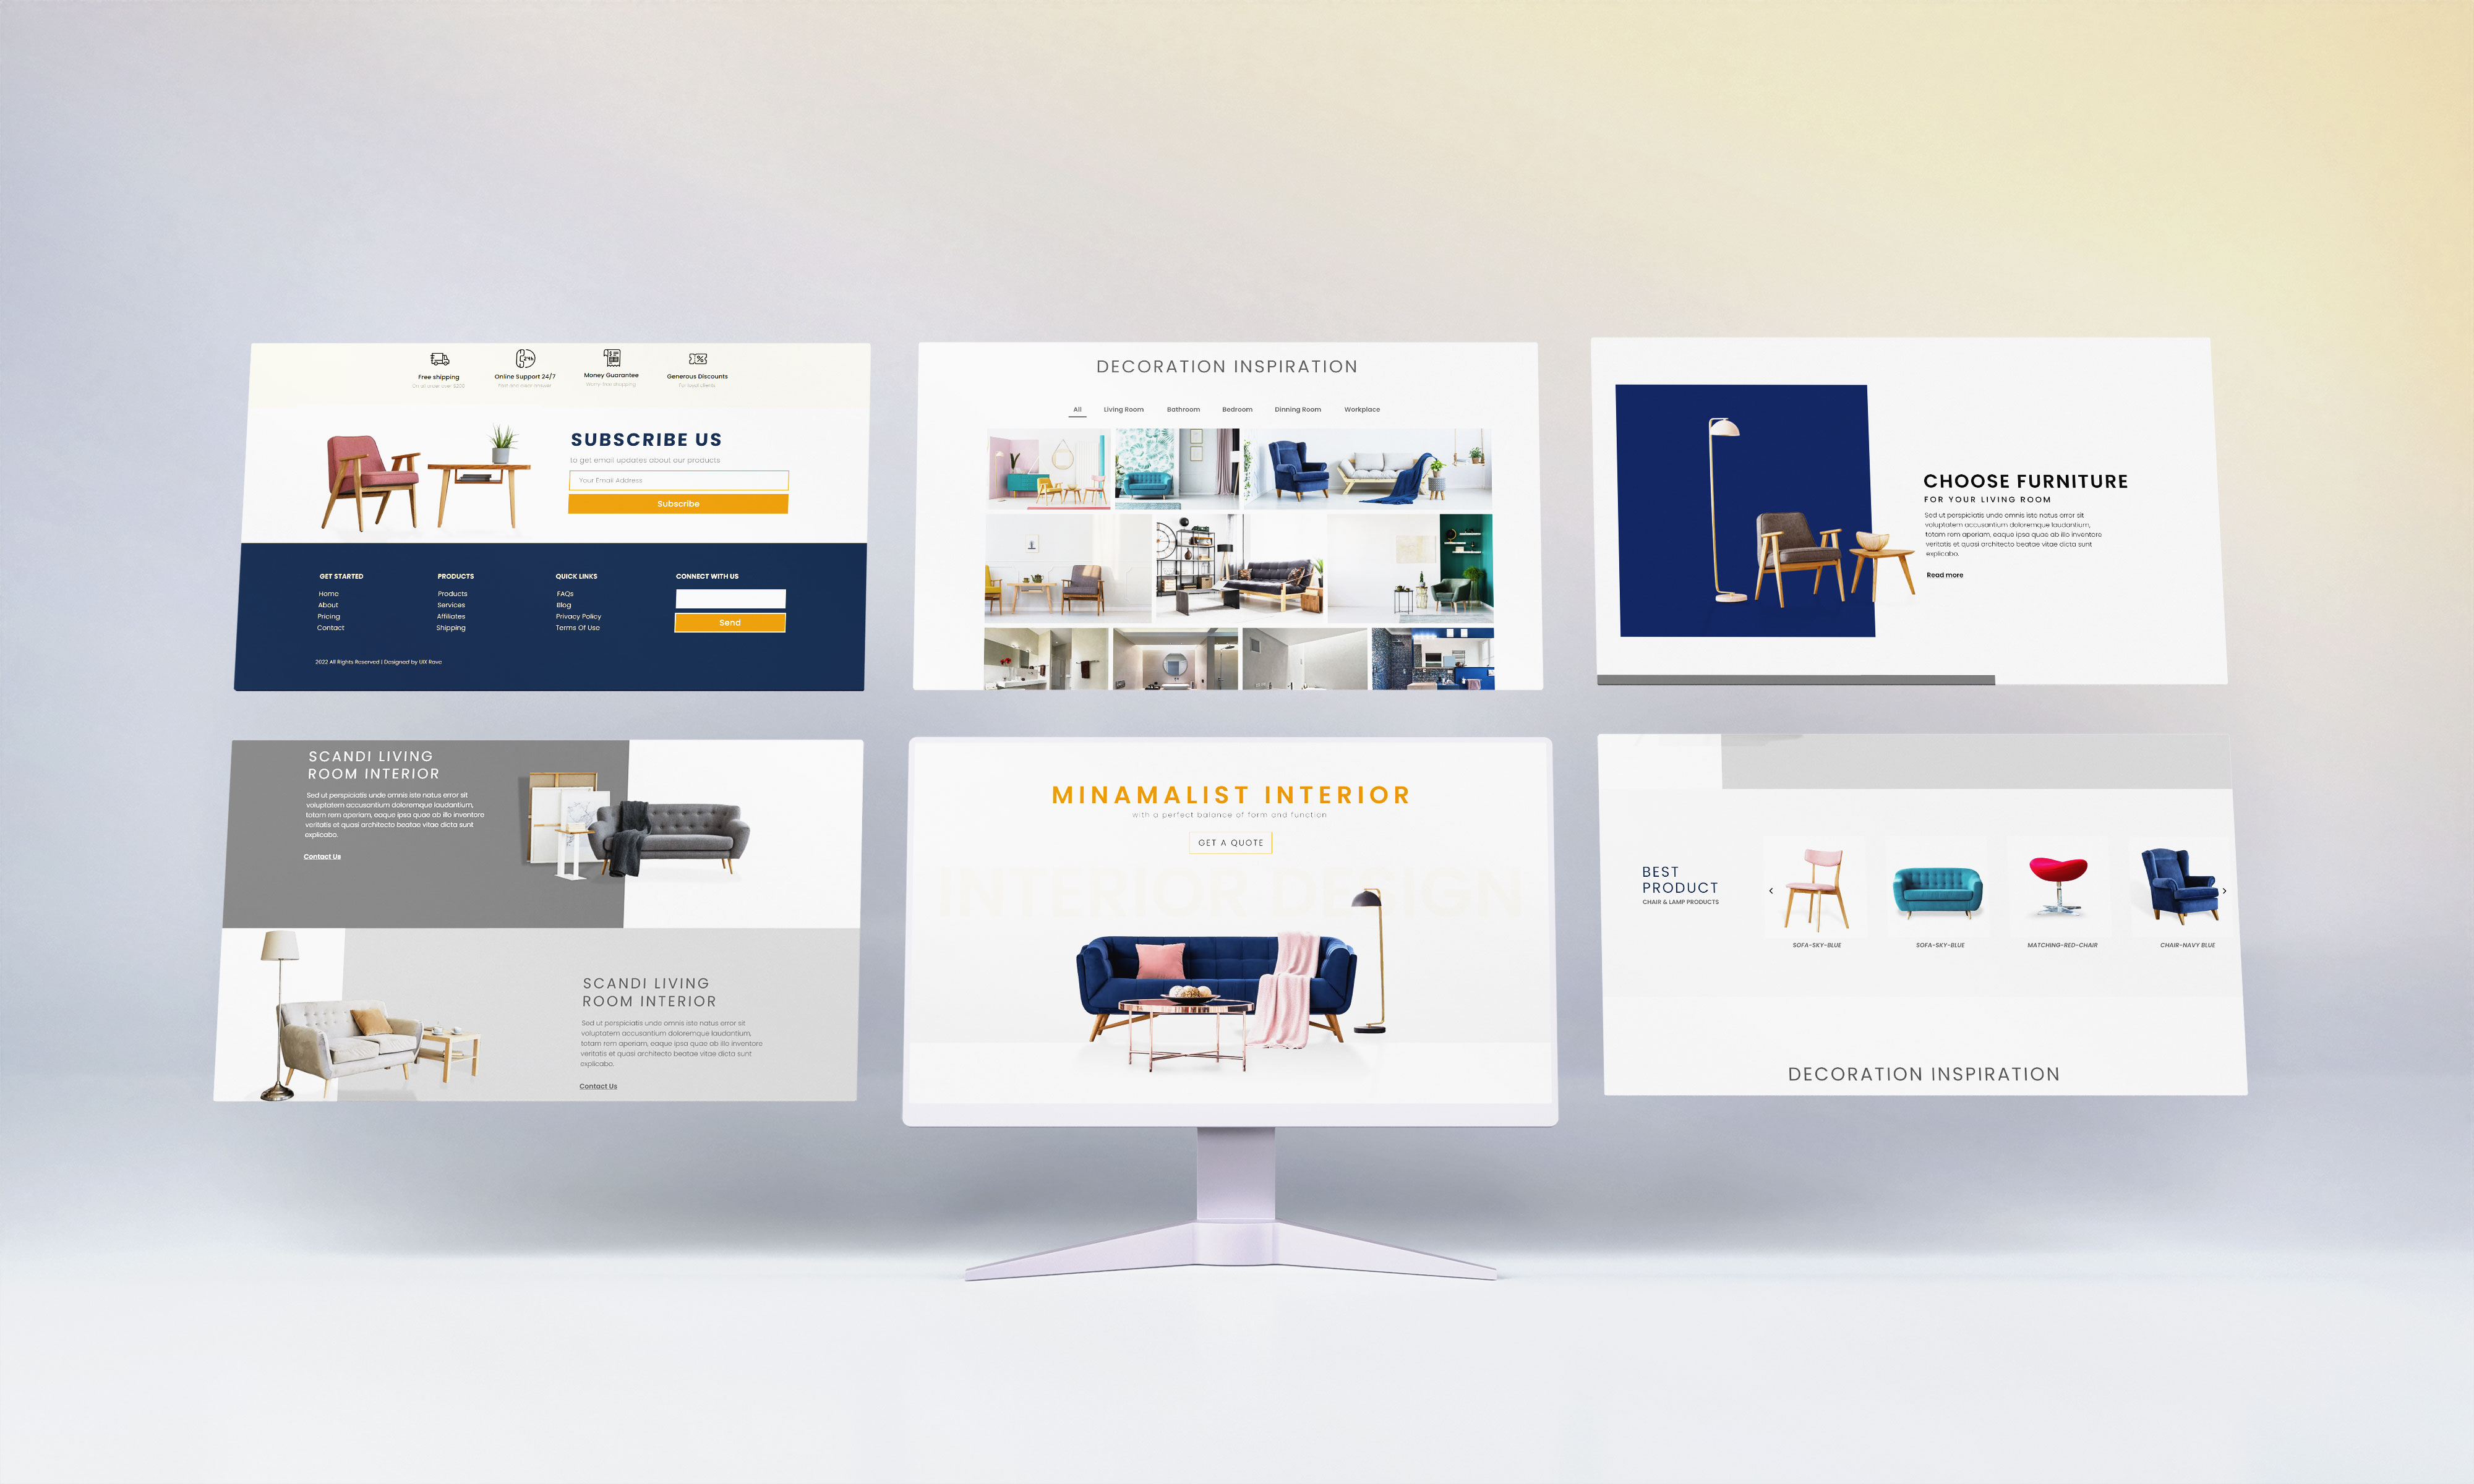 Free shipping
On all order over $200
Online Support 24/7
Fast and exact answer
Money Guarantee
Worry-free shopping
Generous Discounts
For loyal clients
SUBSCRIBE US
to get email updates about our products
Your Email Address
Subscribe
GET STARTED
Home
About
Pricing
Contact
PRODUCTS
Products
Services
Affiliates
Shipping
QUICK LINKS
FAQs
Blog
Privacy Policy
Terms Of Use
CONNECT WITH US
Send
2022 All Rights Reserved | Designed by UIX Rave
DECORATION INSPIRATION
All Living Room Bathroom Bedroom Dinning Room Workplace
CHOOSE FURNITURE
FOR YOUR LIVING ROOM
Sed ut perspiciatis unde omnis iste natus error sit
voluptatem accusantium doloremque laudantium,
totam rem aperiam, eaque ipsa quae ab illo inventore
veritatis et quasi architecto beatae vitae dicta sunt
explicabo.
Read more
SCANDI LIVING
ROOM INTERIOR
Sed ut perspiciatis unde omnis iste natus error sit
voluptatem accusantium doloremque laudantium,
totam rem aperiam, eaque ipsa quae ab illo inventore
veritatis et quasi architecto beatae vitae dicta sunt
explicabo.
Contact Us
SCANDI LIVING
ROOM INTERIOR
Sed ut perspiciatis unde omnis iste natus error sit
voluptatem accusantium doloremque laudantium,
totam rem aperiam, eaque ipsa quae ab illo inventore
veritatis et quasi architecto beatae vitae dicta sunt
explicabo.
Contact Us
MINAMALIST INTERIOR
with a perfect balance of form and function
GET A QUOTE
INTERIOR DESIGN
BEST
PRODUCT
CHAIR & LAMP PRODUCTS
SOFA-SKY-BLUE
SOFA-SKY-BLUE
MATCHING-RED-CHAIR
CHAIR-NAVY BLUE
DECORATION INSPIRATION